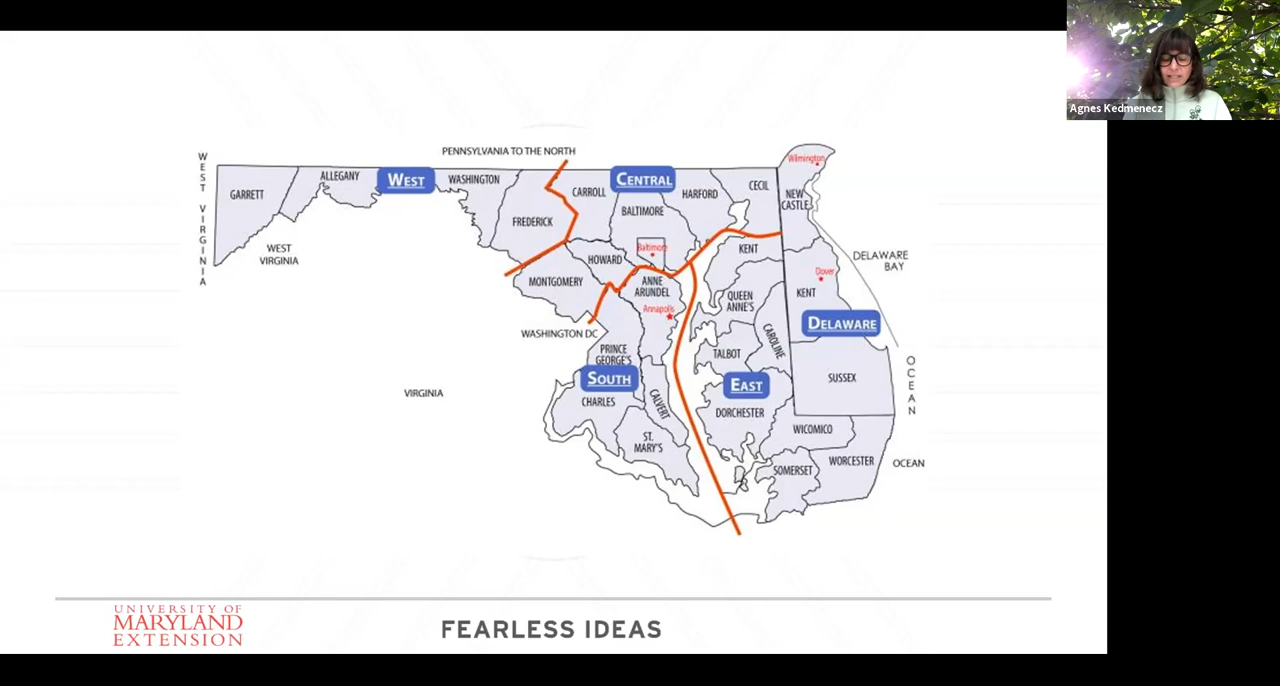 Agnes Kedmenecz
PENNSYLVANIA TO THE NORTH
WEST VIRGINIA
GARRETT
ALLEGANY
WEST
WASHINGTON
FREDERICK
CARROLL
CENTRAL
BALTIMORE
HARFORD
CECIL
Wilmington
NEW
CASTLE
WEST
VIRGINIA
Baltimore
HOWARD
MONTGOMERY
ANNE
ARUNDEL
Annapolis
KENT
QUEEN
ANNE'S
CAROLINE
Dover
KENT
DELAWARE
BAY
DELAWARE
WASHINGTON DC
PRINCE
GEORGE'S
SOUTH
CHARLES
CALVERT
ST.
MARY'S
VIRGINIA
TALBOT
EAST
DORCHESTER
SUSSEX
OCEAN
WICOMICO
SOMERSET
WORCESTER
OCEAN
UNIVERSITY OF
MARYLAND
EXTENSION
FEARLESS IDEAS